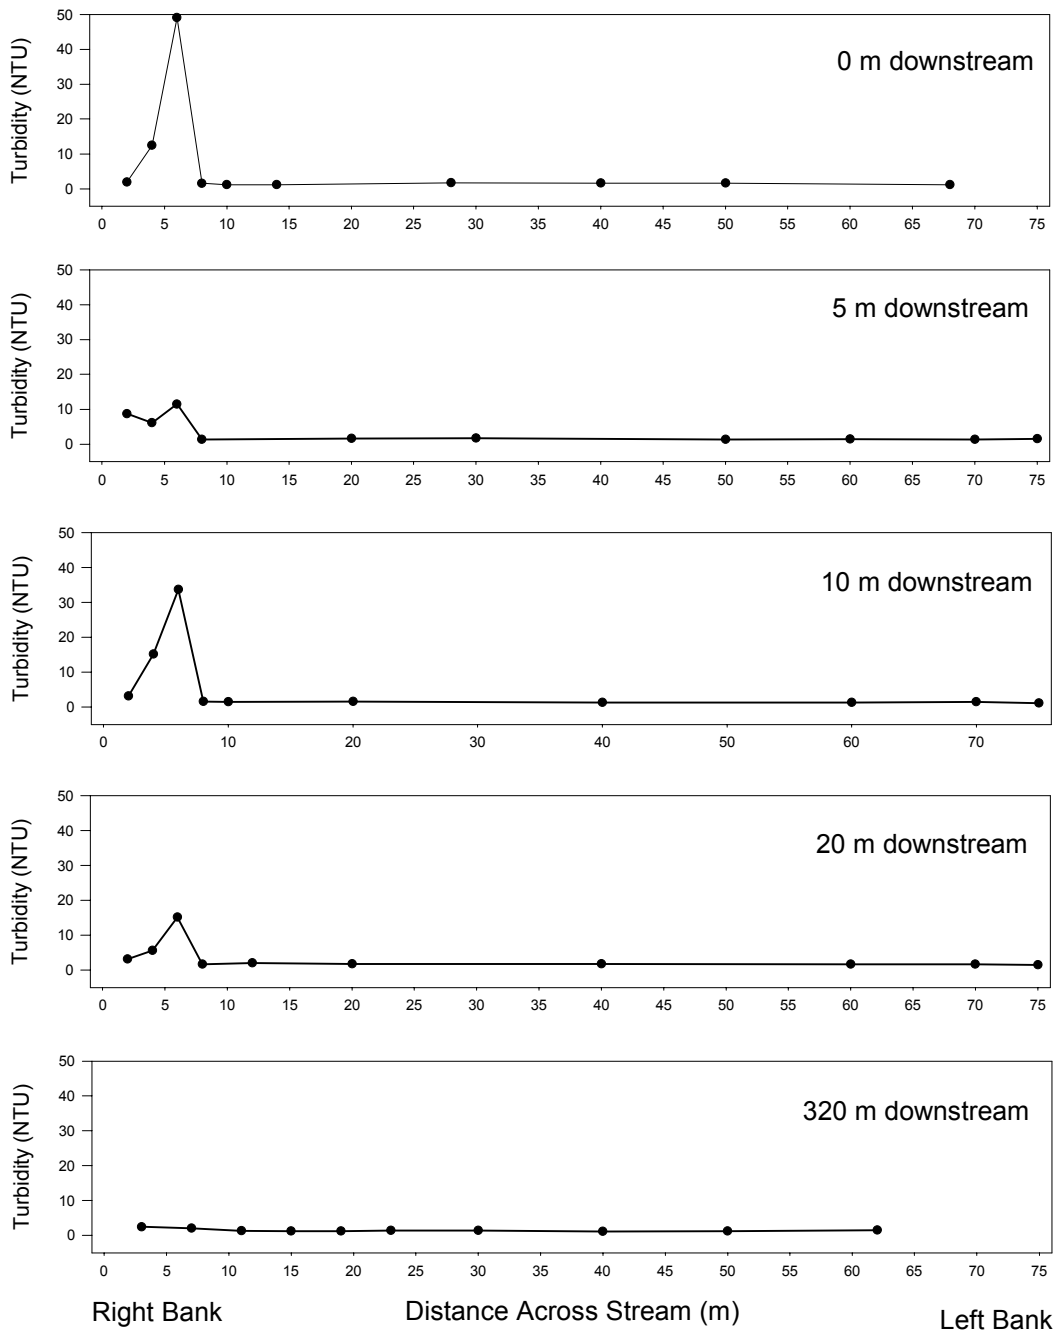 Turbidity (NTU)
50
40
30
20
10
0
0 m downstream
0 5 10 15 20 25 30 35 40 45 50 55 60 65 70 75
Turbidity (NTU)
50
40
30
20
10
0
5 m downstream
0 5 10 15 20 25 30 35 40 45 50 55 60 65 70 75
Turbidity (NTU)
50
40
30
20
10
0
10 m downstream
0 10 20 30 40 50 60 70
Turbidity (NTU)
50
40
30
20
10
0
20 m downstream
0 5 10 15 20 25 30 35 40 45 50 55 60 65 70 75
Turbidity (NTU)
50
40
30
20
10
0
320 m downstream
0 5 10 15 20 25 30 35 40 45 50 55 60 65 70 75
Right Bank Distance Across Stream (m) Left Bank